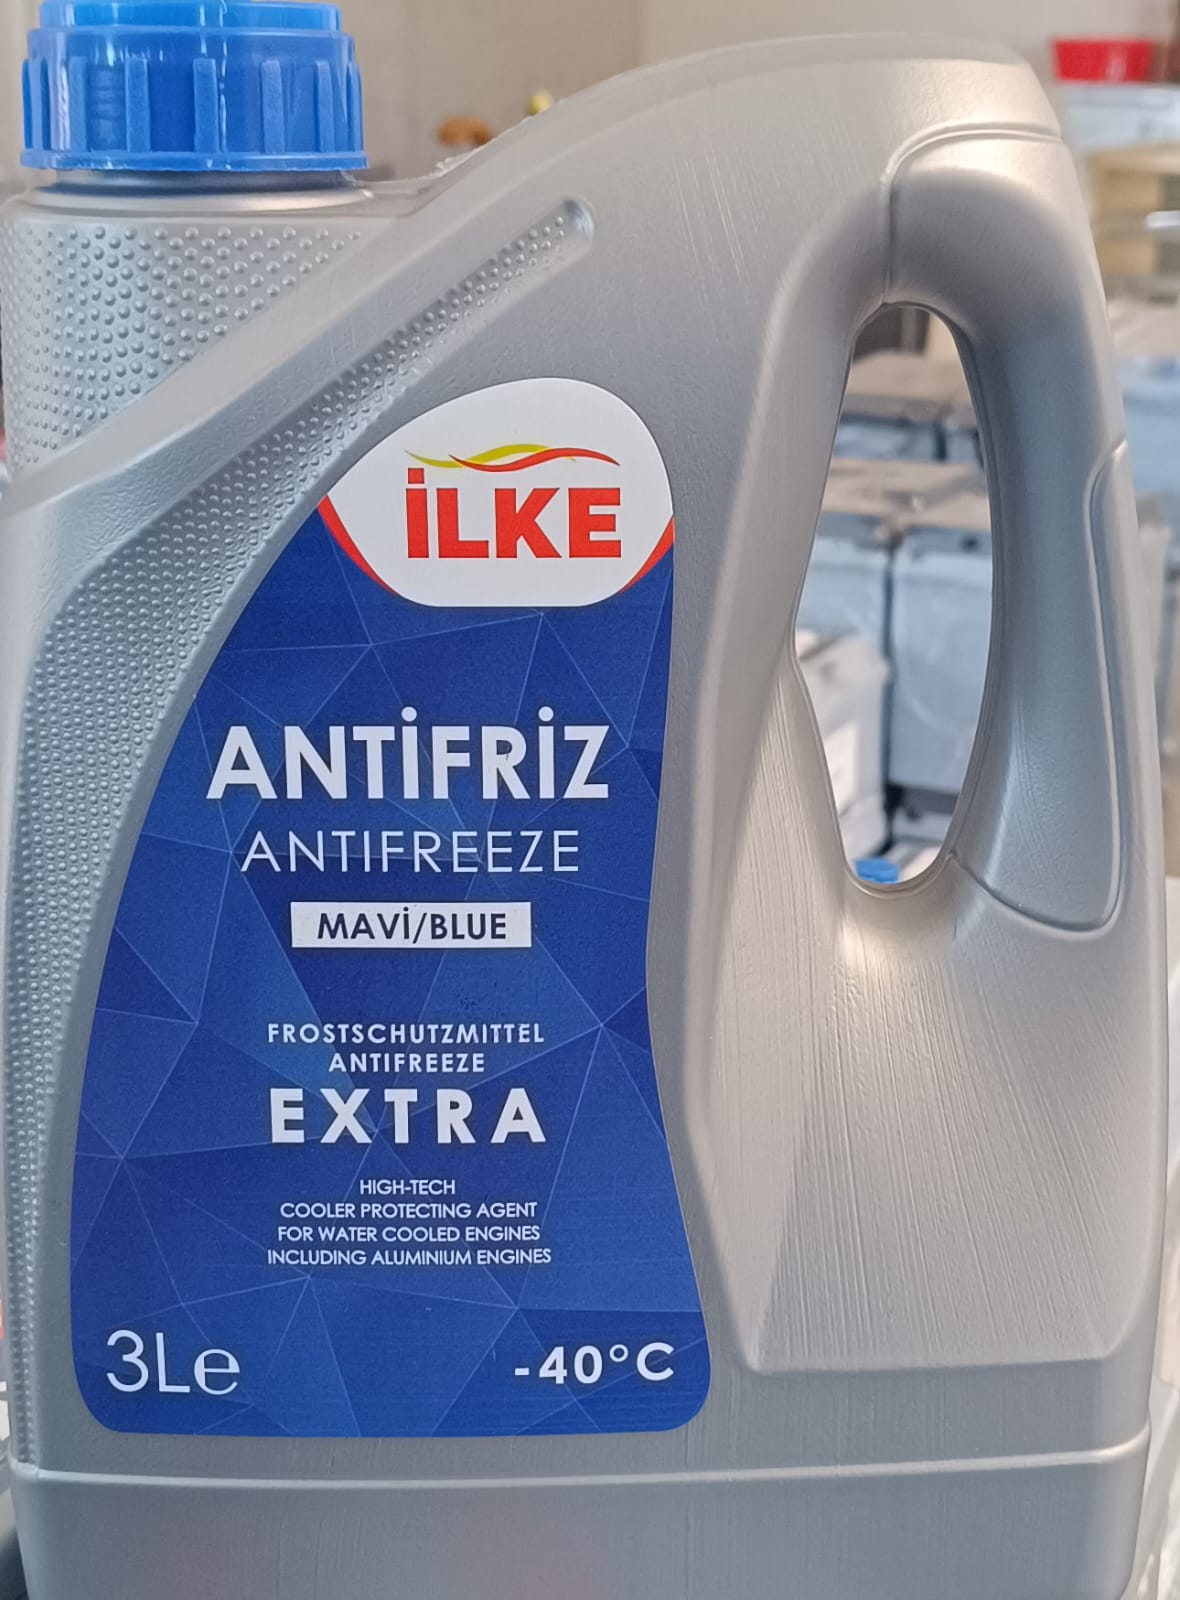 İLKE
ANTİFRİZ
ANTIFREEZE
MAVİ/BLUE
FROSTSCHUTZMITTEL
ANTIFREEZE
EXTRA
HIGH-TECH
COOLER PROTECTING AGENT
FOR WATER COOLED ENGINES
INCLUDING ALUMINIUM ENGINES
3Le
-40°C